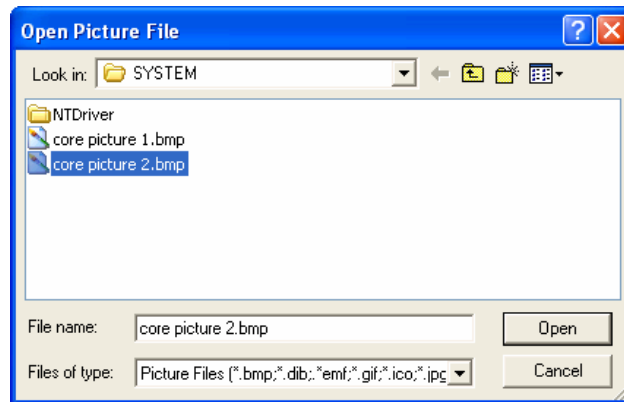 Open Picture File
Look in: SYSTEM
NTDriver
core picture 1.bmp
core picture 2.bmp
File name: core picture 2.bmp Open
Files of type: Picture Files (*.bmp;*.dib;.*emf;*.gif;*.ico;*.jpg Cancel